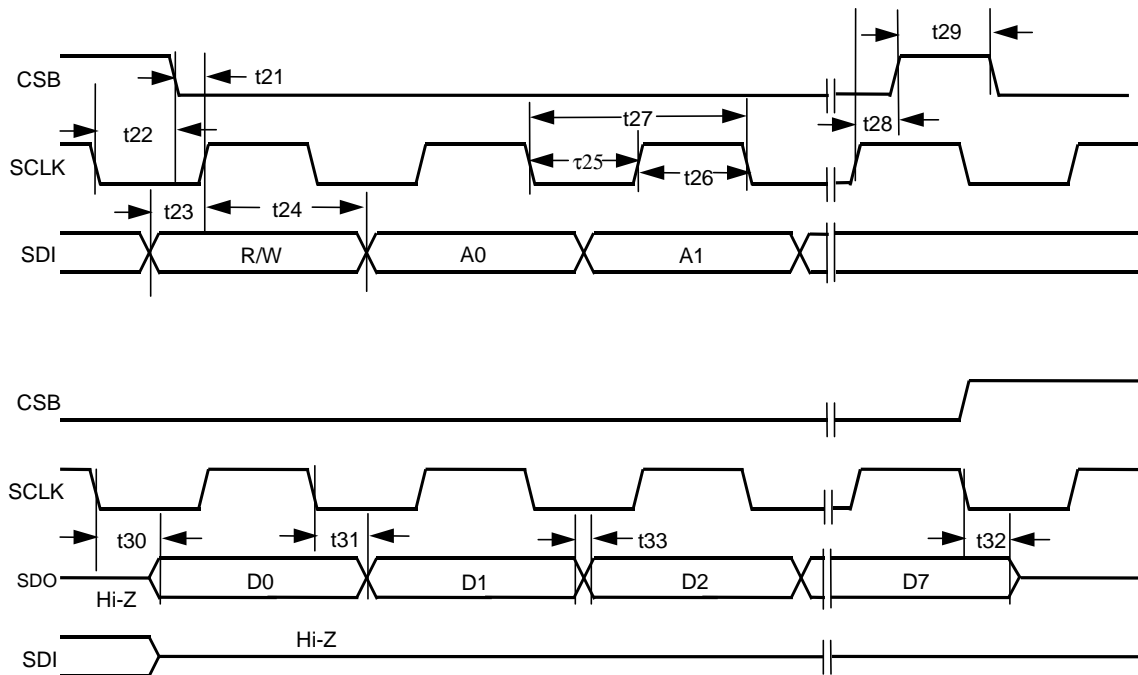 t29
CSB
t21
t27
t22
t28
SCLK
τ25
t26
t23
t24
SDI
R/W
A0
A1
CSB
SCLK
t30
t31
t33
t32
SDO
D0
D1
D2
D7
Hi-Z
Hi-Z
SDI